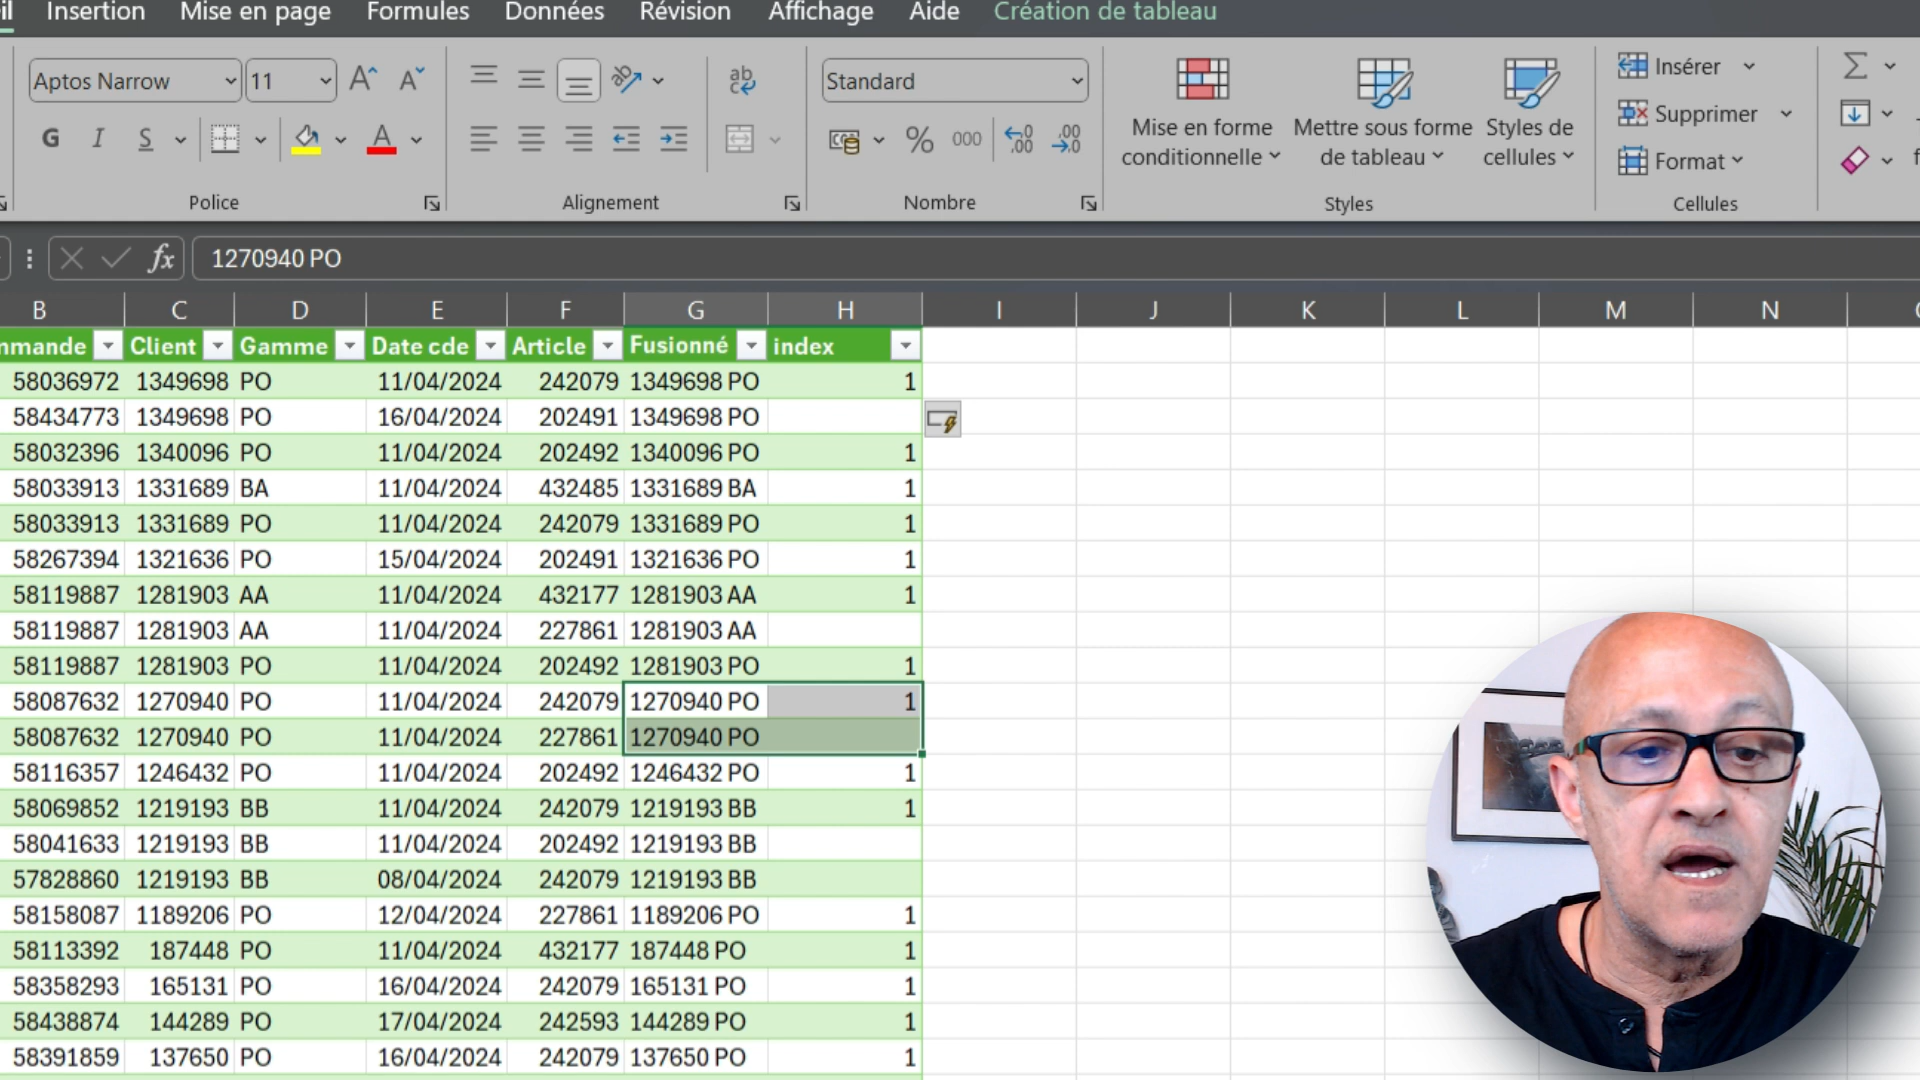 Insertion Mise en page Formules Données Révision Affichage Aide Création de tableau
Aptos Narrow 11 Standard
Insérer
Supprimer
Format
G I S A % 000
Mise en forme conditionnelle
Mettre sous forme de tableau
Styles de cellules
Police Alignement Nombre Styles Cellules
fx 1270940 PO
B C D E F G H I J K L M N
mmande Client Gamme Date cde Article Fusionné index
58036972 1349698 PO 11/04/2024 242079 1349698 PO 1
58434773 1349698 PO 16/04/2024 202491 1349698 PO
58032396 1340096 PO 11/04/2024 202492 1340096 PO 1
58033913 1331689 BA 11/04/2024 432485 1331689 BA 1
58033913 1331689 PO 11/04/2024 242079 1331689 PO 1
58267394 1321636 PO 15/04/2024 202491 1321636 PO 1
58119887 1281903 AA 11/04/2024 432177 1281903 AA 1
58119887 1281903 AA 11/04/2024 227861 1281903 AA
58119887 1281903 PO 11/04/2024 202492 1281903 PO 1
58087632 1270940 PO 11/04/2024 242079 1270940 PO 1
58087632 1270940 PO 11/04/2024 227861 1270940 PO
58116357 1246432 PO 11/04/2024 202492 1246432 PO 1
58069852 1219193 BB 11/04/2024 242079 1219193 BB 1
58041633 1219193 BB 11/04/2024 202492 1219193 BB
57828860 1219193 BB 08/04/2024 242079 1219193 BB
58158087 1189206 PO 12/04/2024 227861 1189206 PO 1
58113392 187448 PO 11/04/2024 432177 187448 PO 1
58358293 165131 PO 16/04/2024 242079 165131 PO 1
58438874 144289 PO 17/04/2024 242593 144289 PO 1
58391859 137650 PO 16/04/2024 242079 137650 PO 1